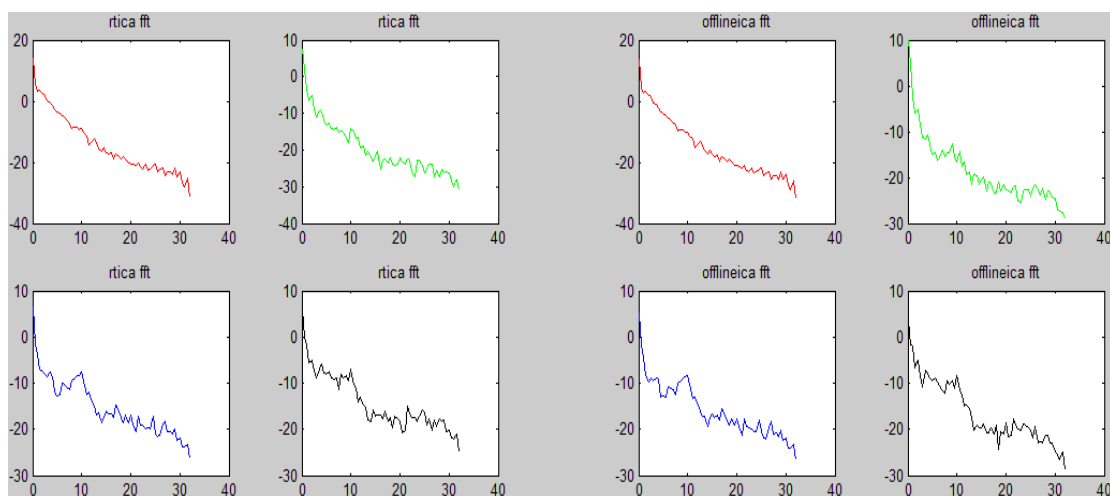 rtica fft rtica fft offlineica fft offlineica fft
20 10 20 10
0 0 0 0
-20 -10 -20 -10
-40 -20 -40 -20
-30 -30
-40
0 10 20 30 40 0 10 20 30 40 0 10 20 30 40 0 10 20 30 40
rtica fft rtica fft offlineica fft offlineica fft
10 10 10 10
0 0 0 0
-10 -10 -10 -10
-20 -20 -20 -20
-30 -30 -30 -30
0 10 20 30 40 0 10 20 30 40 0 10 20 30 40 0 10 20 30 40